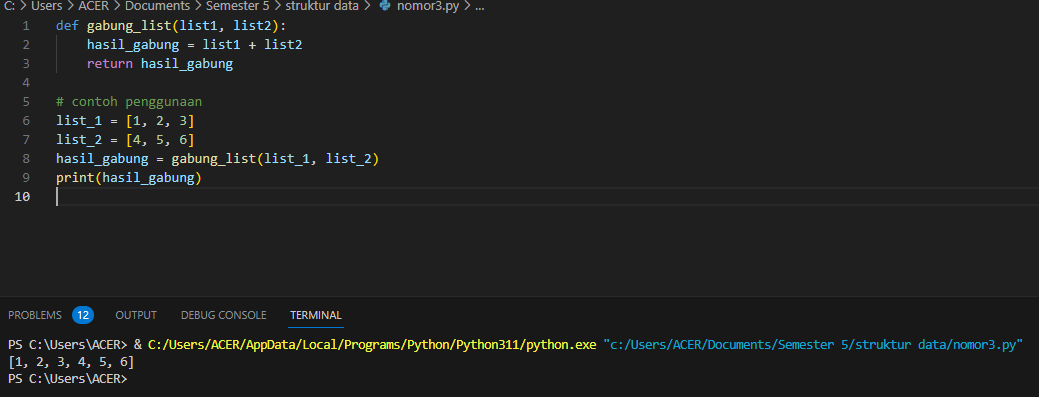 C: > Users > ACER > Documents > Semester 5 > struktur data > nomor3.py > ...
1 def gabung_list(list1, list2):
2     hasil_gabung = list1 + list2
3     return hasil_gabung
4
5 # contoh penggunaan
6 list_1 = [1, 2, 3]
7 list_2 = [4, 5, 6]
8 hasil_gabung = gabung_list(list_1, list_2)
9 print(hasil_gabung)
10
PROBLEMS 12 OUTPUT DEBUG CONSOLE TERMINAL
PS C:\Users\ACER> & C:/Users/ACER/AppData/Local/Programs/Python/Python311/python.exe "c:/Users/ACER/Documents/Semester 5/struktur data/nomor3.py"
[1, 2, 3, 4, 5, 6]
PS C:\Users\ACER>